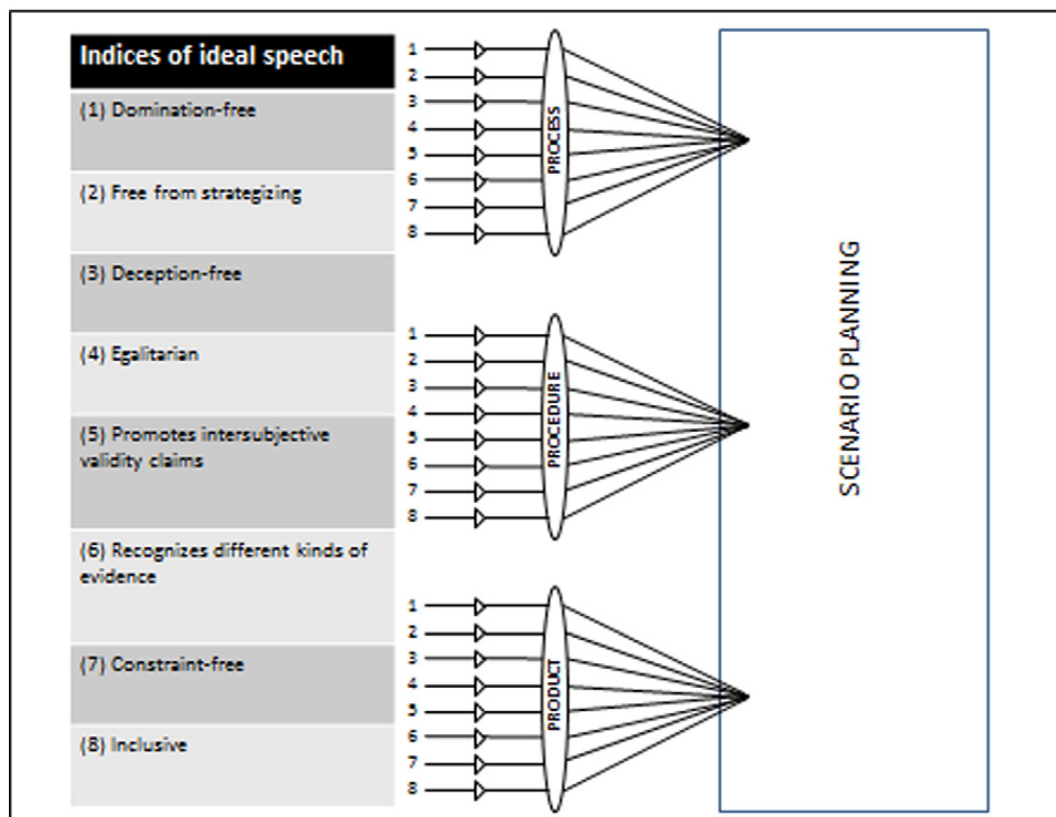 Indices of ideal speech
(1) Domination-free
(2) Free from strategizing
(3) Deception-free
(4) Egalitarian
(5) Promotes intersubjective
validity claims
(6) Recognizes different kinds of
evidence
(7) Constraint-free
(8) Inclusive
1
2
3
4
5
6
7
8
PROCESS
1
2
3
4
5
6
7
8
PROCEDURE
1
2
3
4
5
6
7
8
PRODUCT
SCENARIO PLANNING